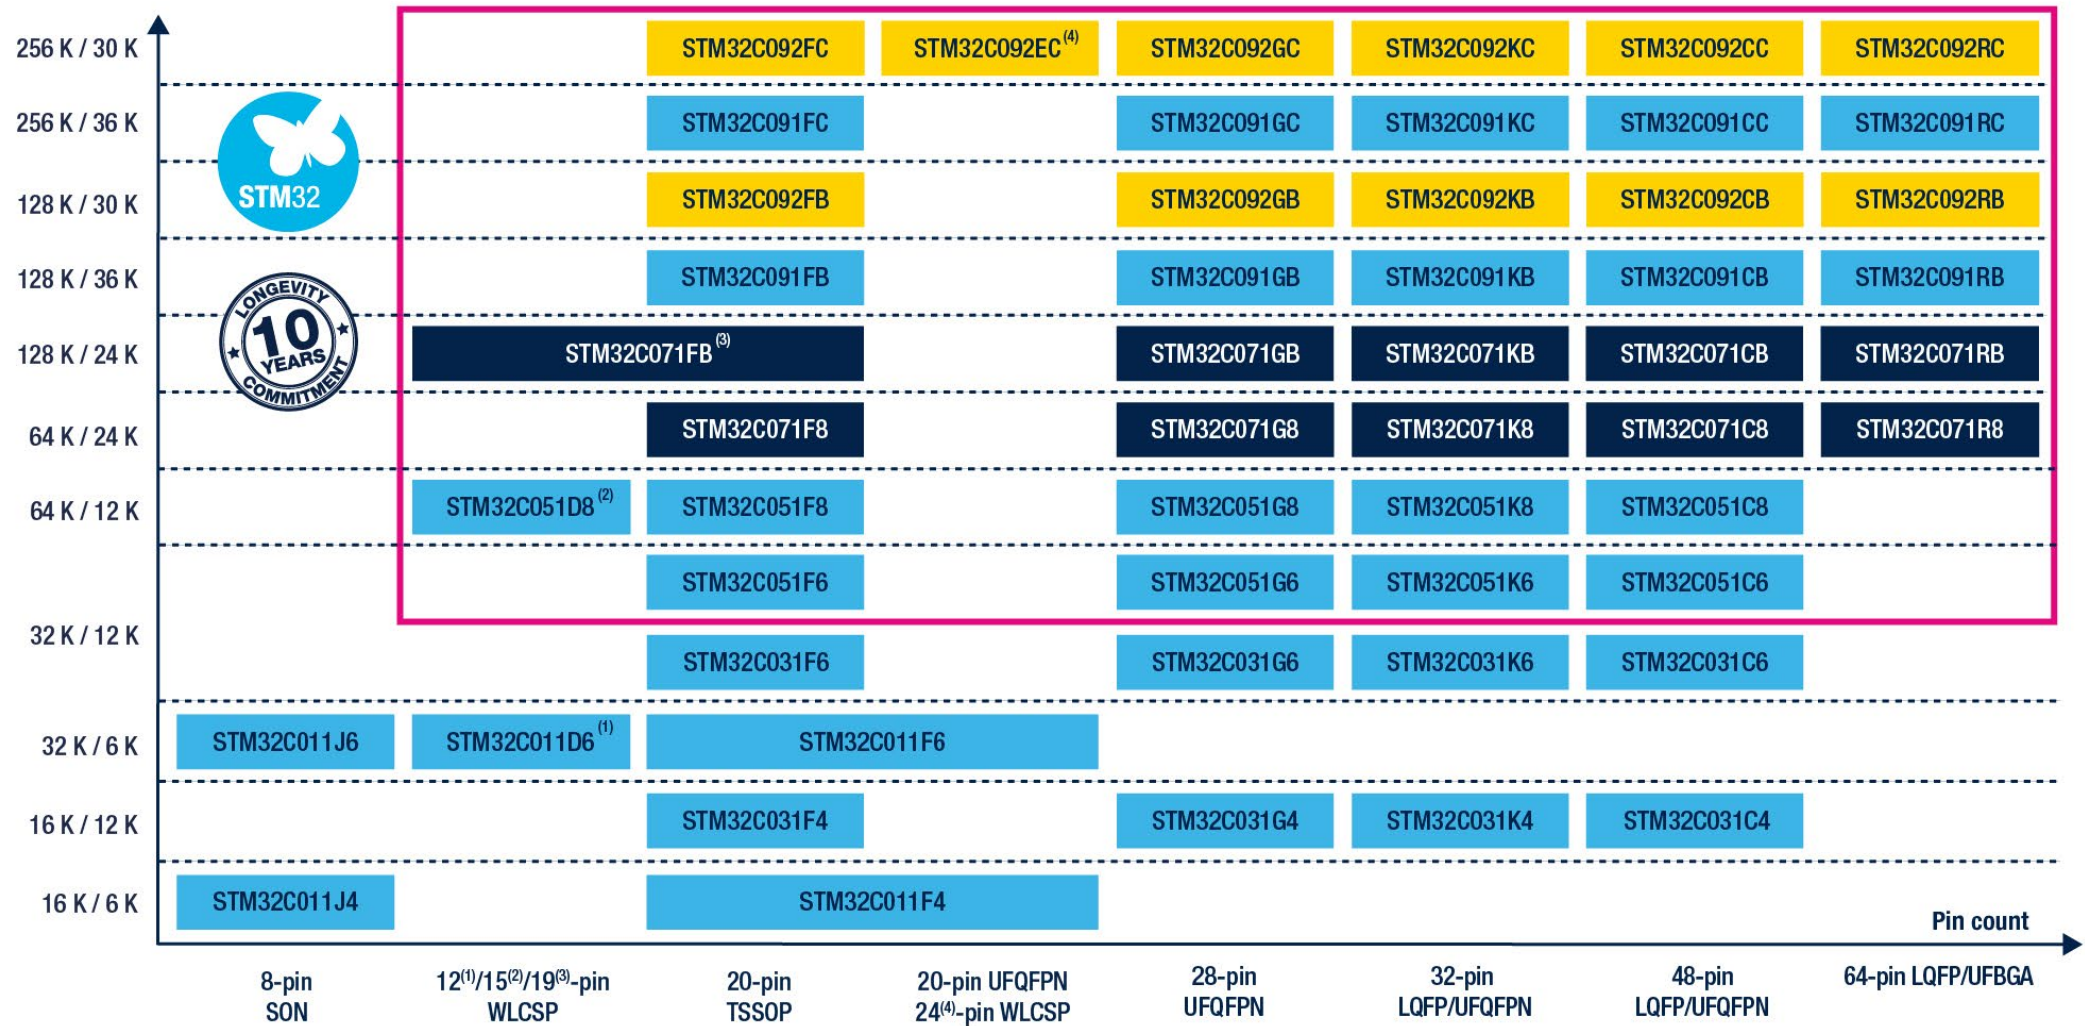 256 K / 30 K STM32C092FC STM32C092EC(4) STM32C092GC STM32C092KC STM32C092CC STM32C092RC
256 K / 36 K STM32C091FC STM32C091GC STM32C091KC STM32C091CC STM32C091RC
STM32
128 K / 30 K STM32C092FB STM32C092GB STM32C092KB STM32C092CB STM32C092RB
128 K / 36 K STM32C091FB STM32C091GB STM32C091KB STM32C091CB STM32C091RB
LONGEVITY
10
YEARS
COMMITMENT
128 K / 24 K STM32C071FB(3) STM32C071GB STM32C071KB STM32C071CB STM32C071RB
64 K / 24 K STM32C071F8 STM32C071G8 STM32C071K8 STM32C071C8 STM32C071R8
64 K / 12 K STM32C051D8(2) STM32C051F8 STM32C051G8 STM32C051K8 STM32C051C8
STM32C051F6 STM32C051G6 STM32C051K6 STM32C051C6
32 K / 12 K
STM32C031F6 STM32C031G6 STM32C031K6 STM32C031C6
32 K / 6 K STM32C011J6 STM32C011D6(1) STM32C011F6
16 K / 12 K STM32C031F4 STM32C031G4 STM32C031K4 STM32C031C4
16 K / 6 K STM32C011J4 STM32C011F4
Pin count
8-pin 12(1)/15(2)/19(3)-pin 20-pin 20-pin UFQFPN 28-pin 32-pin 48-pin 64-pin LQFP/UFBGA
SON WLCSP TSSOP 24(4)-pin WLCSP UFQFPN LQFP/UFQFPN LQFP/UFQFPN